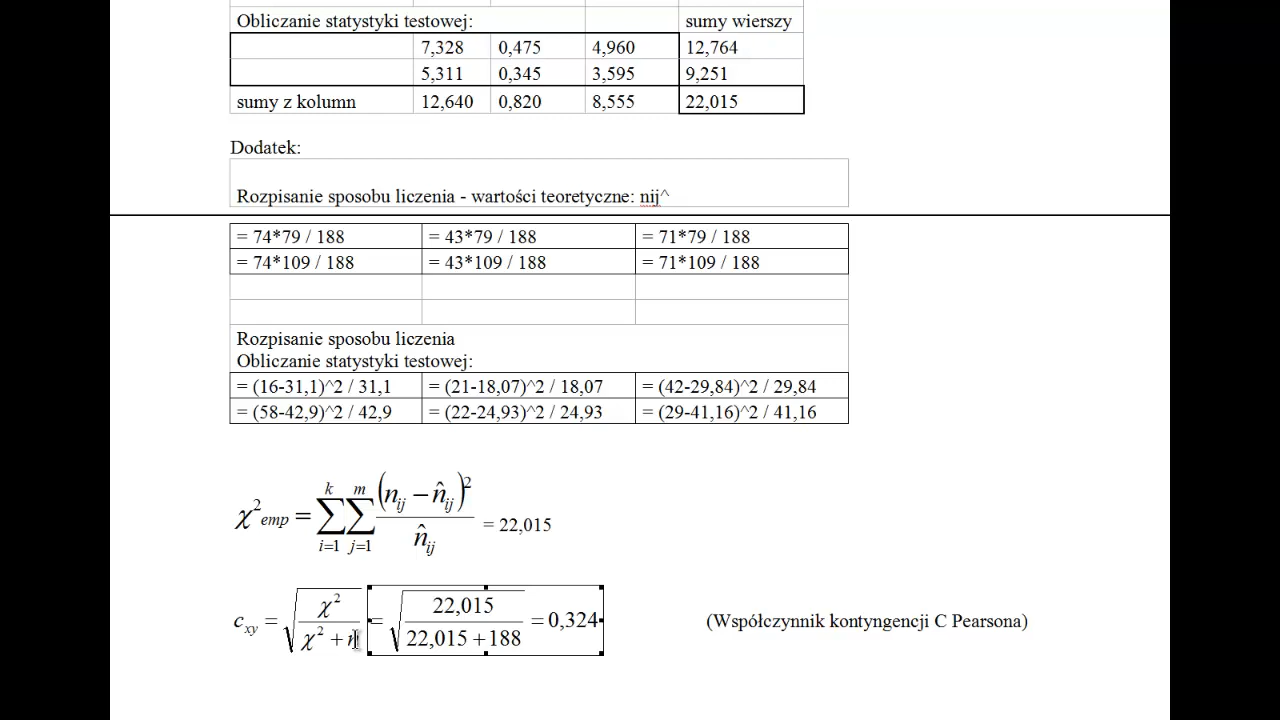 Obliczanie statystyki testowej: sumy wierszy
7,328 0,475 4,960 12,764
5,311 0,345 3,595 9,251
sumy z kolumn 12,640 0,820 8,555 22,015
Dodatek:
Rozpisanie sposobu liczenia - wartości teoretyczne: nij^
= 74*79 / 188 = 43*79 / 188 = 71*79 / 188
= 74*109 / 188 = 43*109 / 188 = 71*109 / 188
Rozpisanie sposobu liczenia
Obliczanie statystyki testowej:
= (16-31,1)^2 / 31,1 = (21-18,07)^2 / 18,07 = (42-29,84)^2 / 29,84
= (58-42,9)^2 / 42,9 = (22-24,93)^2 / 24,93 = (29-41,16)^2 / 41,16
χ²emp = ∑(i=1..k) ∑(j=1..m) (nij − n̂ij)² / n̂ij = 22,015
cxy = √(χ² / (χ² + n)) = √(22,015 / (22,015 + 188)) = 0,324 (Współczynnik kontyngencji C Pearsona)